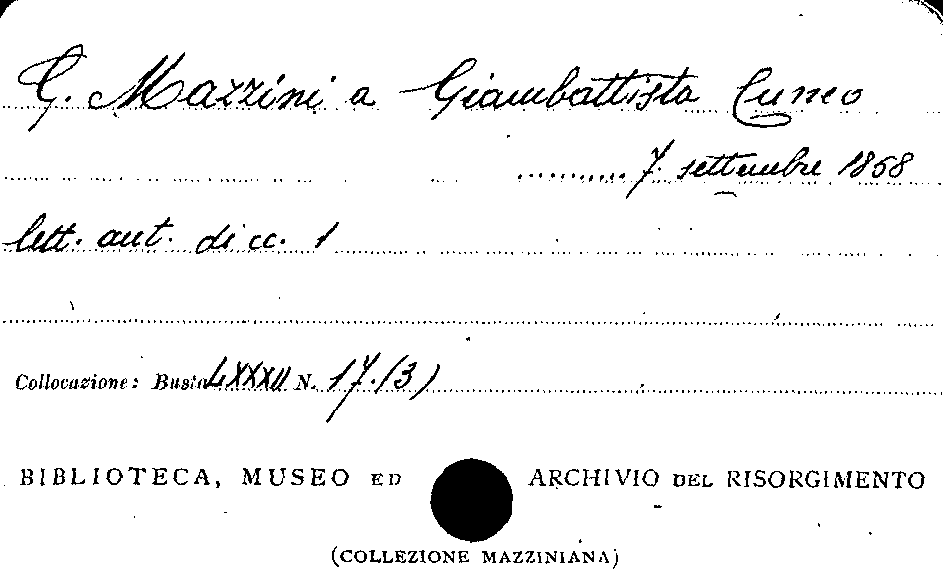 G. Mazzini a Giambattista Cuneo
7. settembre 1868
lett. aut. di cc. 1
Collocazione: Busta LXXXII N. 17.(3)
BIBLIOTECA, MUSEO ED ARCHIVIO DEL RISORGIMENTO
(COLLEZIONE MAZZINIANA)